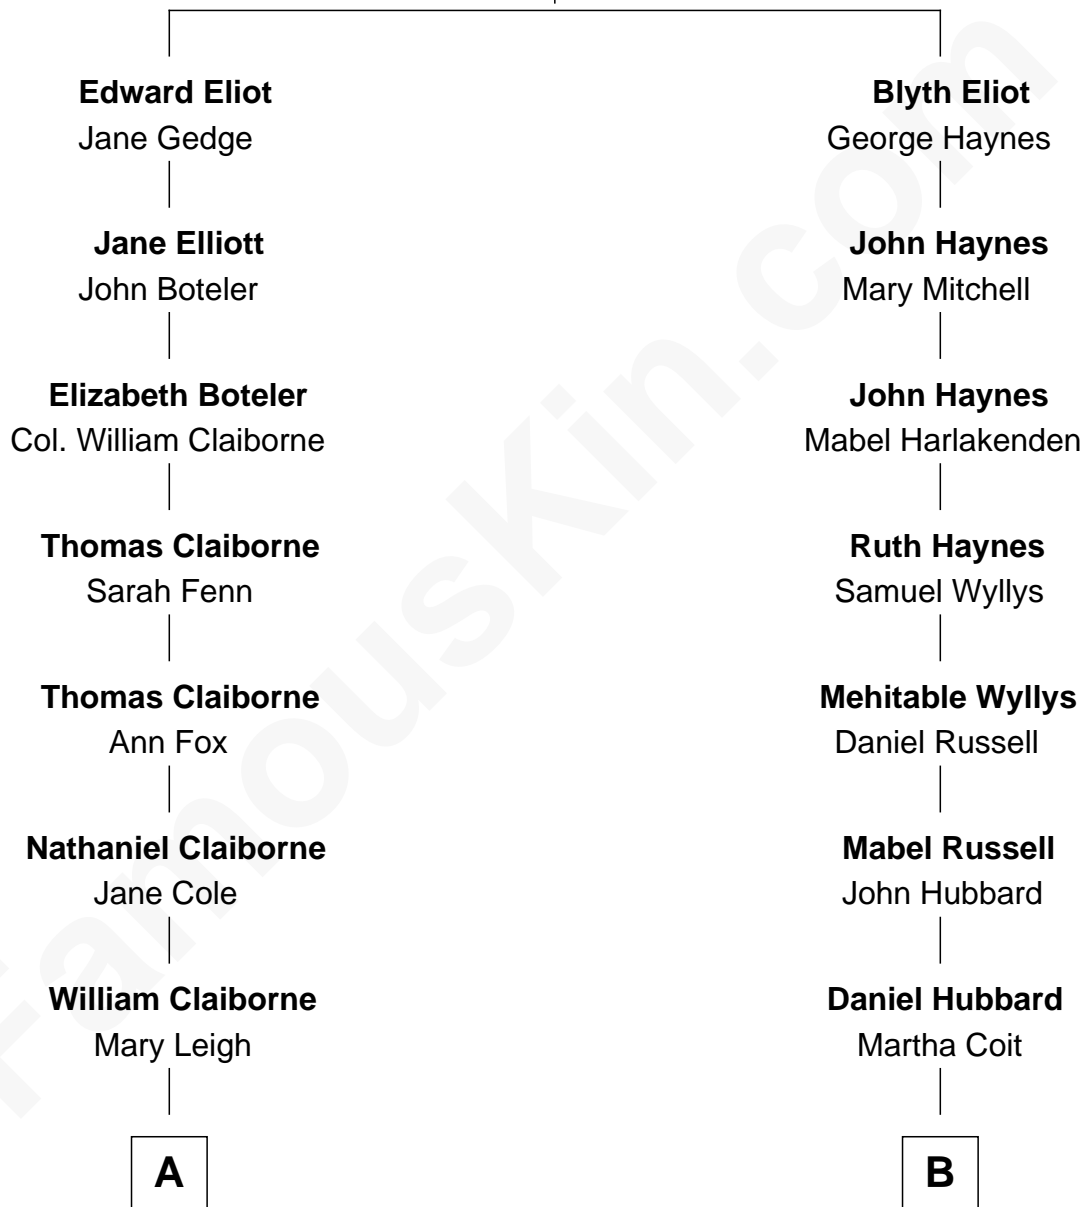 Edward Eliot
Jane Gedge
Jane Elliott
John Boteler
Elizabeth Boteler
Col. William Claiborne
Thomas Claiborne
Sarah Fenn
Thomas Claiborne
Ann Fox
Nathaniel Claiborne
Jane Cole
William Claiborne
Mary Leigh
A
Blyth Eliot
George Haynes
John Haynes
Mary Mitchell
John Haynes
Mabel Harlakenden
Ruth Haynes
Samuel Wyllys
Mehitable Wyllys
Daniel Russell
Mabel Russell
John Hubbard
Daniel Hubbard
Martha Coit
B
FamousKin.com